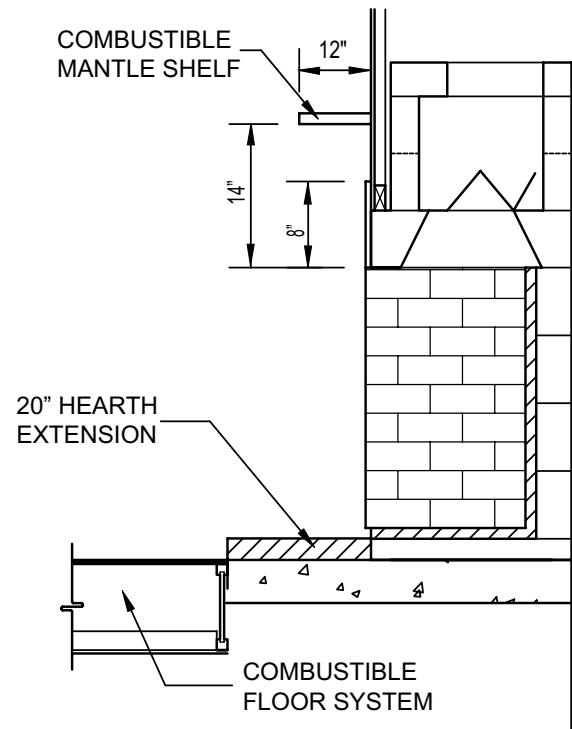 COMBUSTIBLE
MANTLE SHELF
12"
14"
8"
20” HEARTH
EXTENSION
COMBUSTIBLE
FLOOR SYSTEM